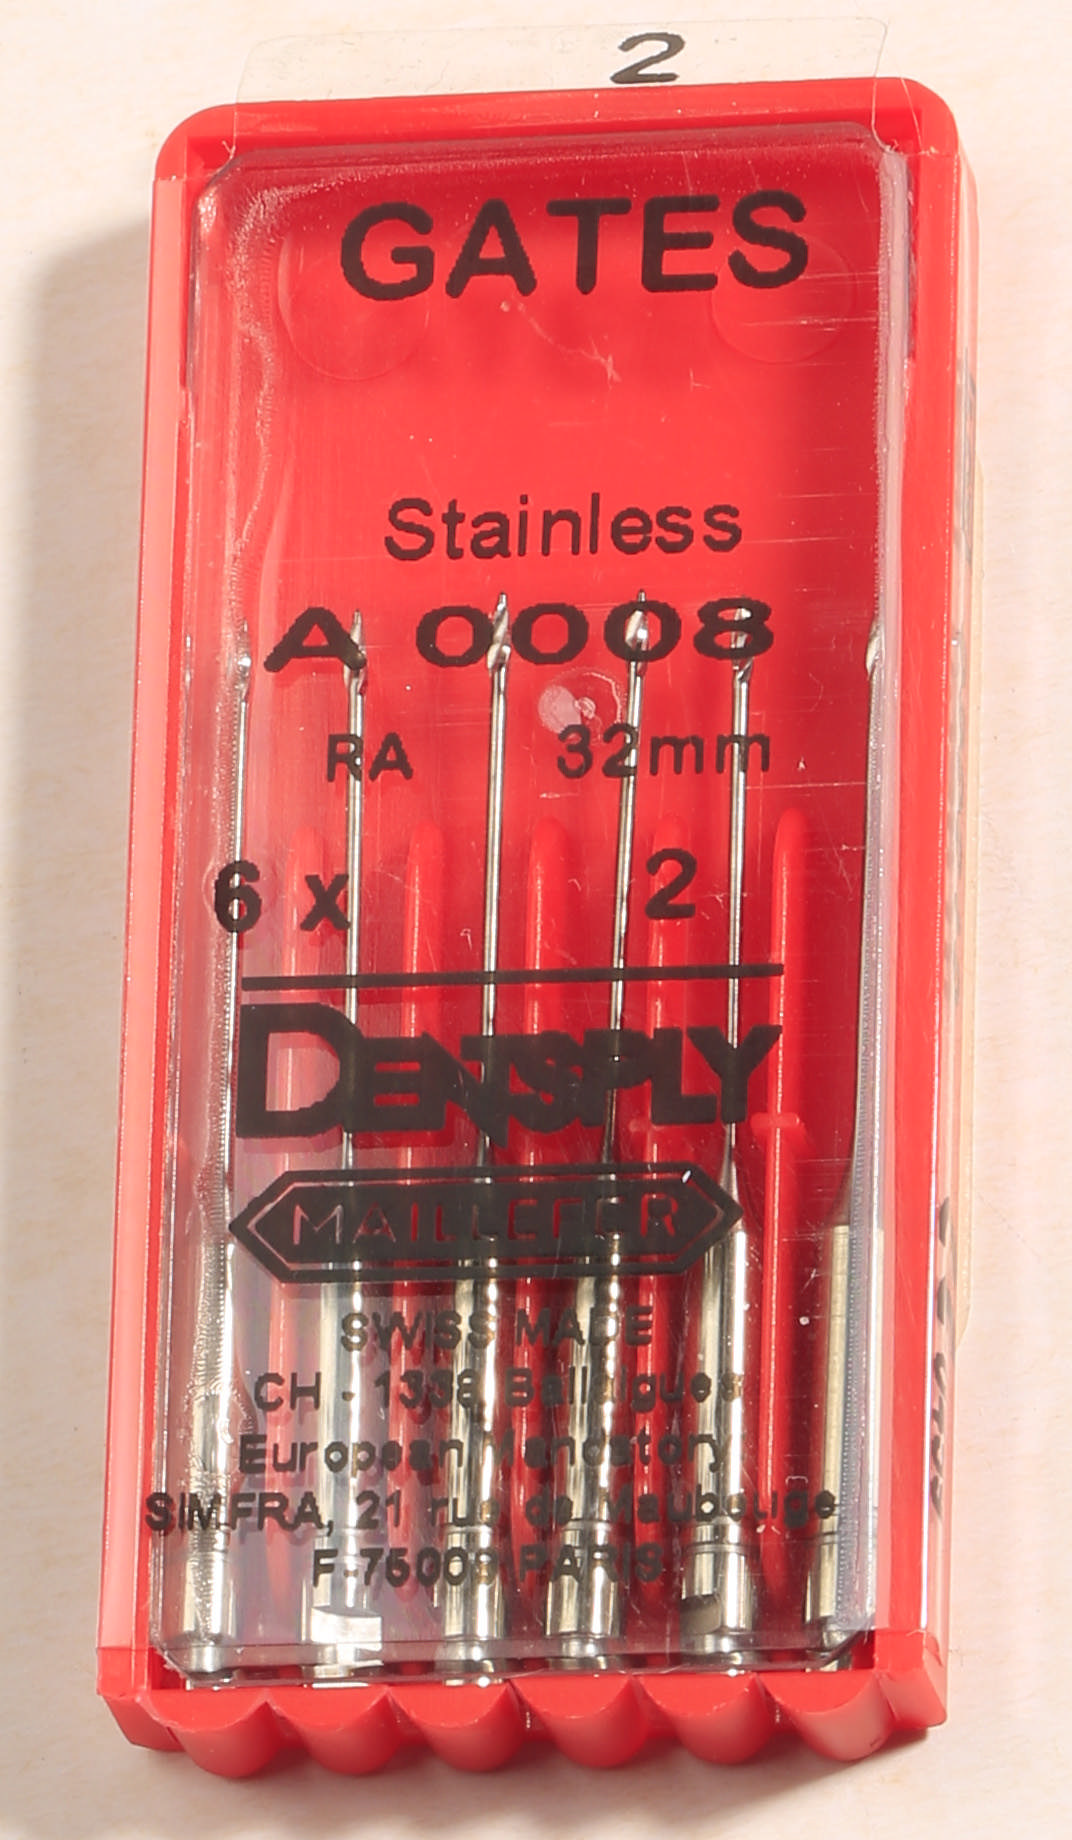 2
GATES
Stainless
A 0008
RA 32mm
6 x 2
DENTSPLY
MAILLEFER
SWISS MADE
CH - 1338 Ballaigues
European Mandatory
SIMFRA, 21 rue de Maubeuge
F-75009 PARIS